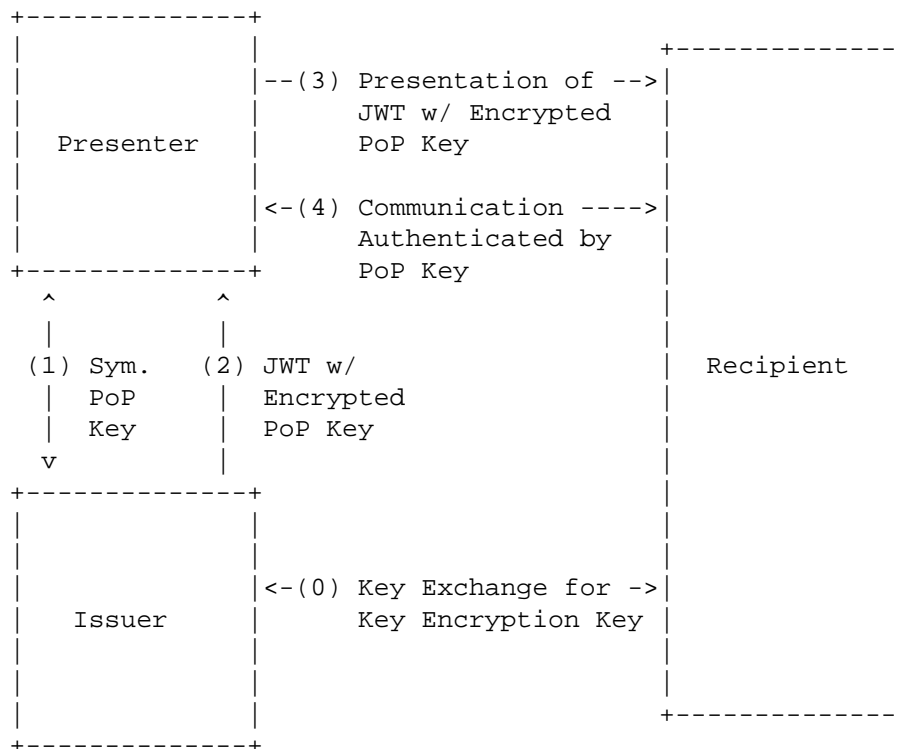 --(3) Presentation of -->
JWT w/ Encrypted
Presenter
PoP Key
<-(4) Communication ---->
Authenticated by
PoP Key
(1) Sym.
(2) JWT w/
Recipient
PoP
Encrypted
Key
PoP Key
v
<-(0) Key Exchange for ->
Issuer
Key Encryption Key